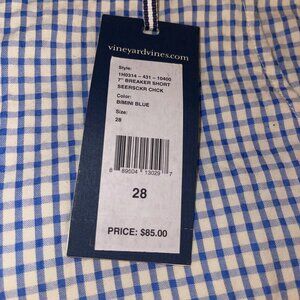 vineyardvines.com
Style:
1H0314 - 431 - 10400
7" BREAKER SHORT
SEERSCKR CHCK
Color:
BIMINI BLUE
Size:
28
8 89504 13029 7
28
PRICE: $85.00